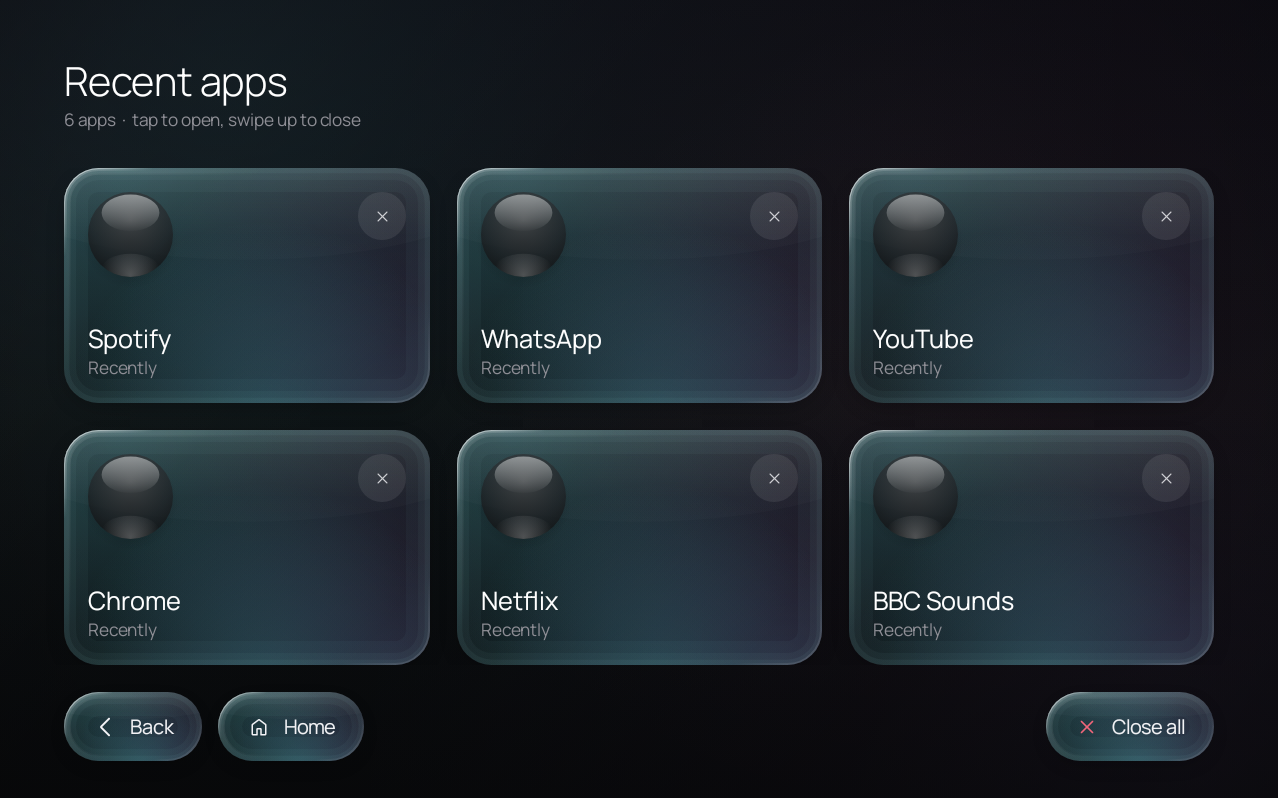 Recent apps
6 apps · tap to open, swipe up to close
Spotify
Recently
WhatsApp
Recently
YouTube
Recently
Chrome
Recently
Netflix
Recently
BBC Sounds
Recently
Back
Home
Close all